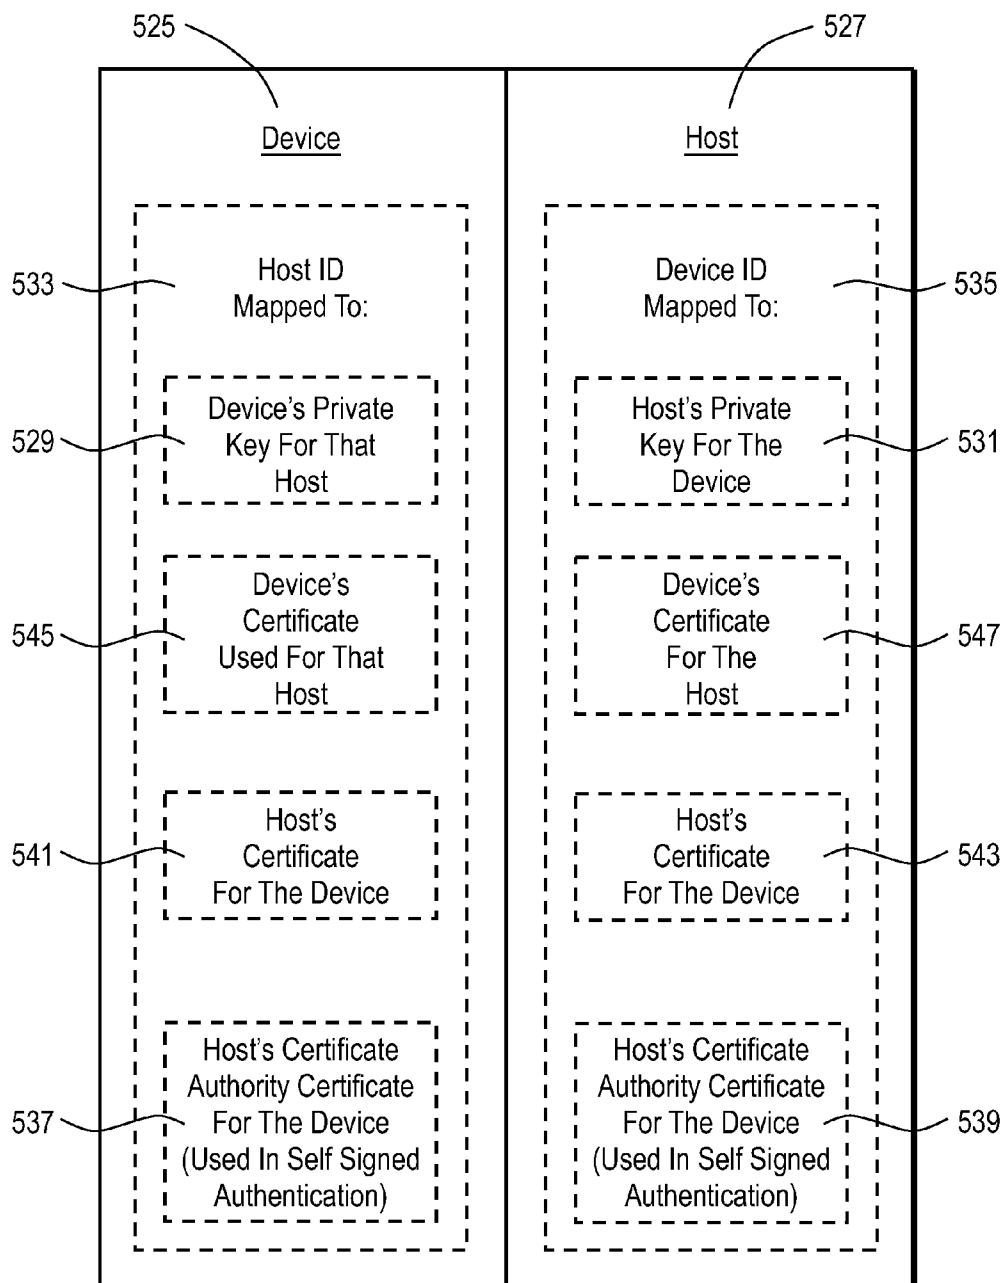 525
527
Device
Host
533
Host ID
Mapped To:
Device ID
Mapped To:
535
529
Device's Private
Key For That
Host
Host's Private
Key For The
Device
531
545
Device's
Certificate
Used For That
Host
Device's
Certificate
For The
Host
547
541
Host's
Certificate
For The Device
Host's
Certificate
For The Device
543
537
Host's Certificate
Authority Certificate
For The Device
(Used In Self Signed
Authentication)
Host's Certificate
Authority Certificate
For The Device
(Used In Self Signed
Authentication)
539